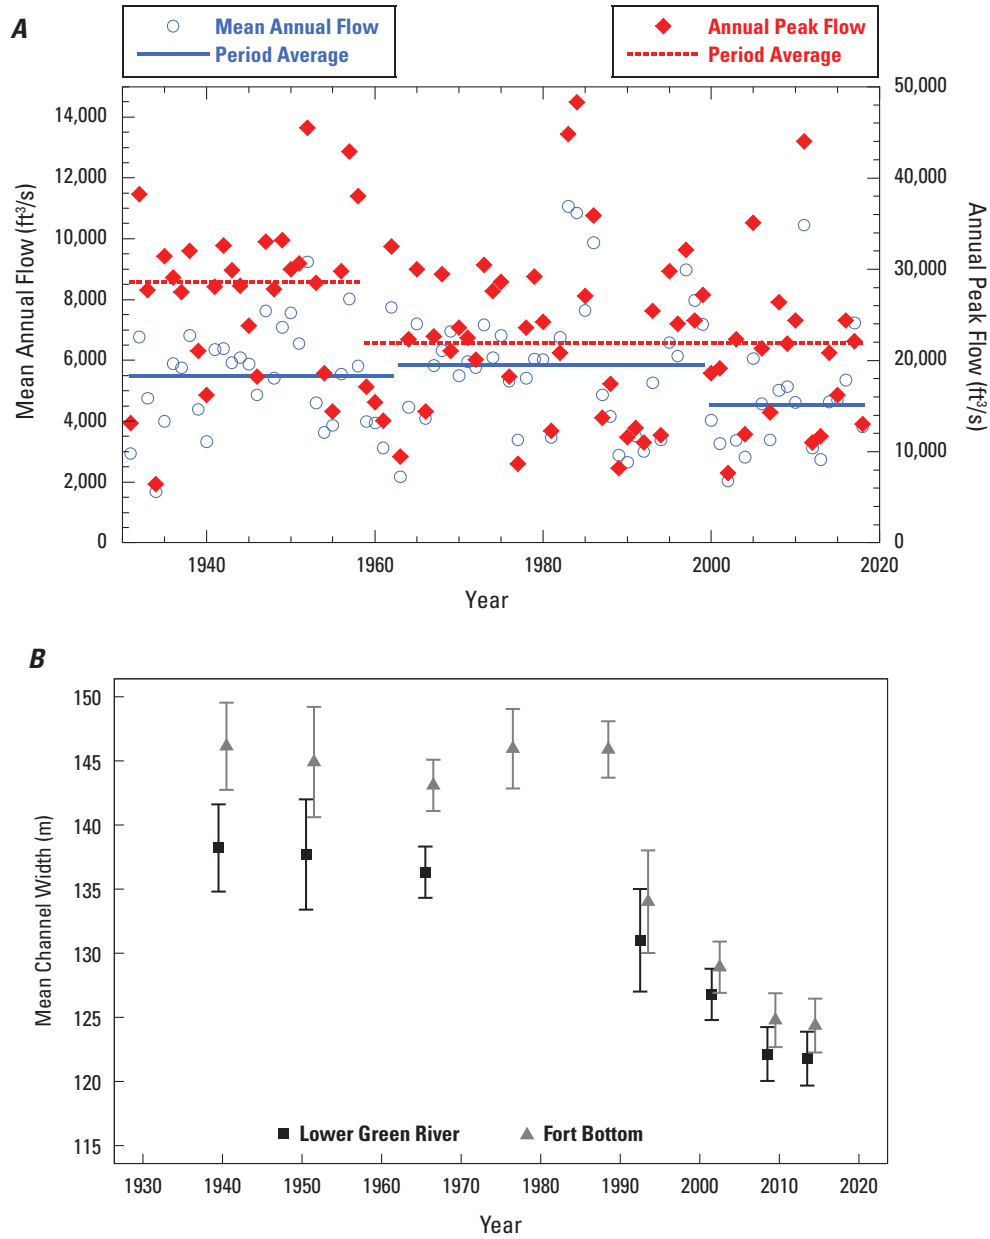 A
Mean Annual Flow
Period Average
Annual Peak Flow
Period Average
Mean Annual Flow (ft³/s)
14,000
12,000
10,000
8,000
6,000
4,000
2,000
0
50,000
40,000
30,000
20,000
10,000
0
Annual Peak Flow (ft³/s)
1940 1960 1980 2000 2020
Year
B
Mean Channel Width (m)
150
145
140
135
130
125
120
115
Lower Green River
Fort Bottom
1930 1940 1950 1960 1970 1980 1990 2000 2010 2020
Year